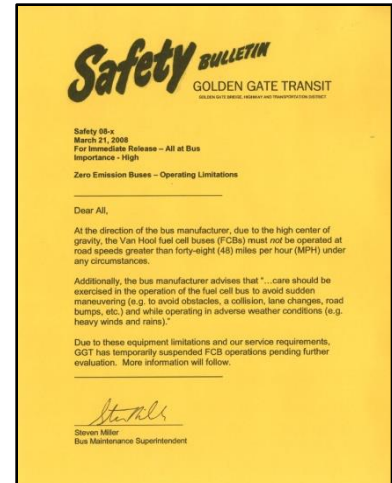 Safety BULLETIN
GOLDEN GATE TRANSIT
GOLDEN GATE BRIDGE, HIGHWAY AND TRANSPORTATION DISTRICT
Safety 08-x
March 21, 2008
For Immediate Release – All at Bus
Importance - High
Zero Emission Buses – Operating Limitations
Dear All,
At the direction of the bus manufacturer, due to the high center of
gravity, the Van Hool fuel cell buses (FCBs) must not be operated at
road speeds greater than forty-eight (48) miles per hour (MPH) under
any circumstances.
Additionally, the bus manufacturer advises that “…care should be
exercised in the operation of the fuel cell bus to avoid sudden
maneuvering (e.g. to avoid obstacles, a collision, lane changes, road
bumps, etc.) and while operating in adverse weather conditions (e.g.
heavy winds and rains).”
Due to these equipment limitations and our service requirements,
GGT has temporarily suspended FCB operations pending further
evaluation. More information will follow.
Steven Miller
Bus Maintenance Superintendent